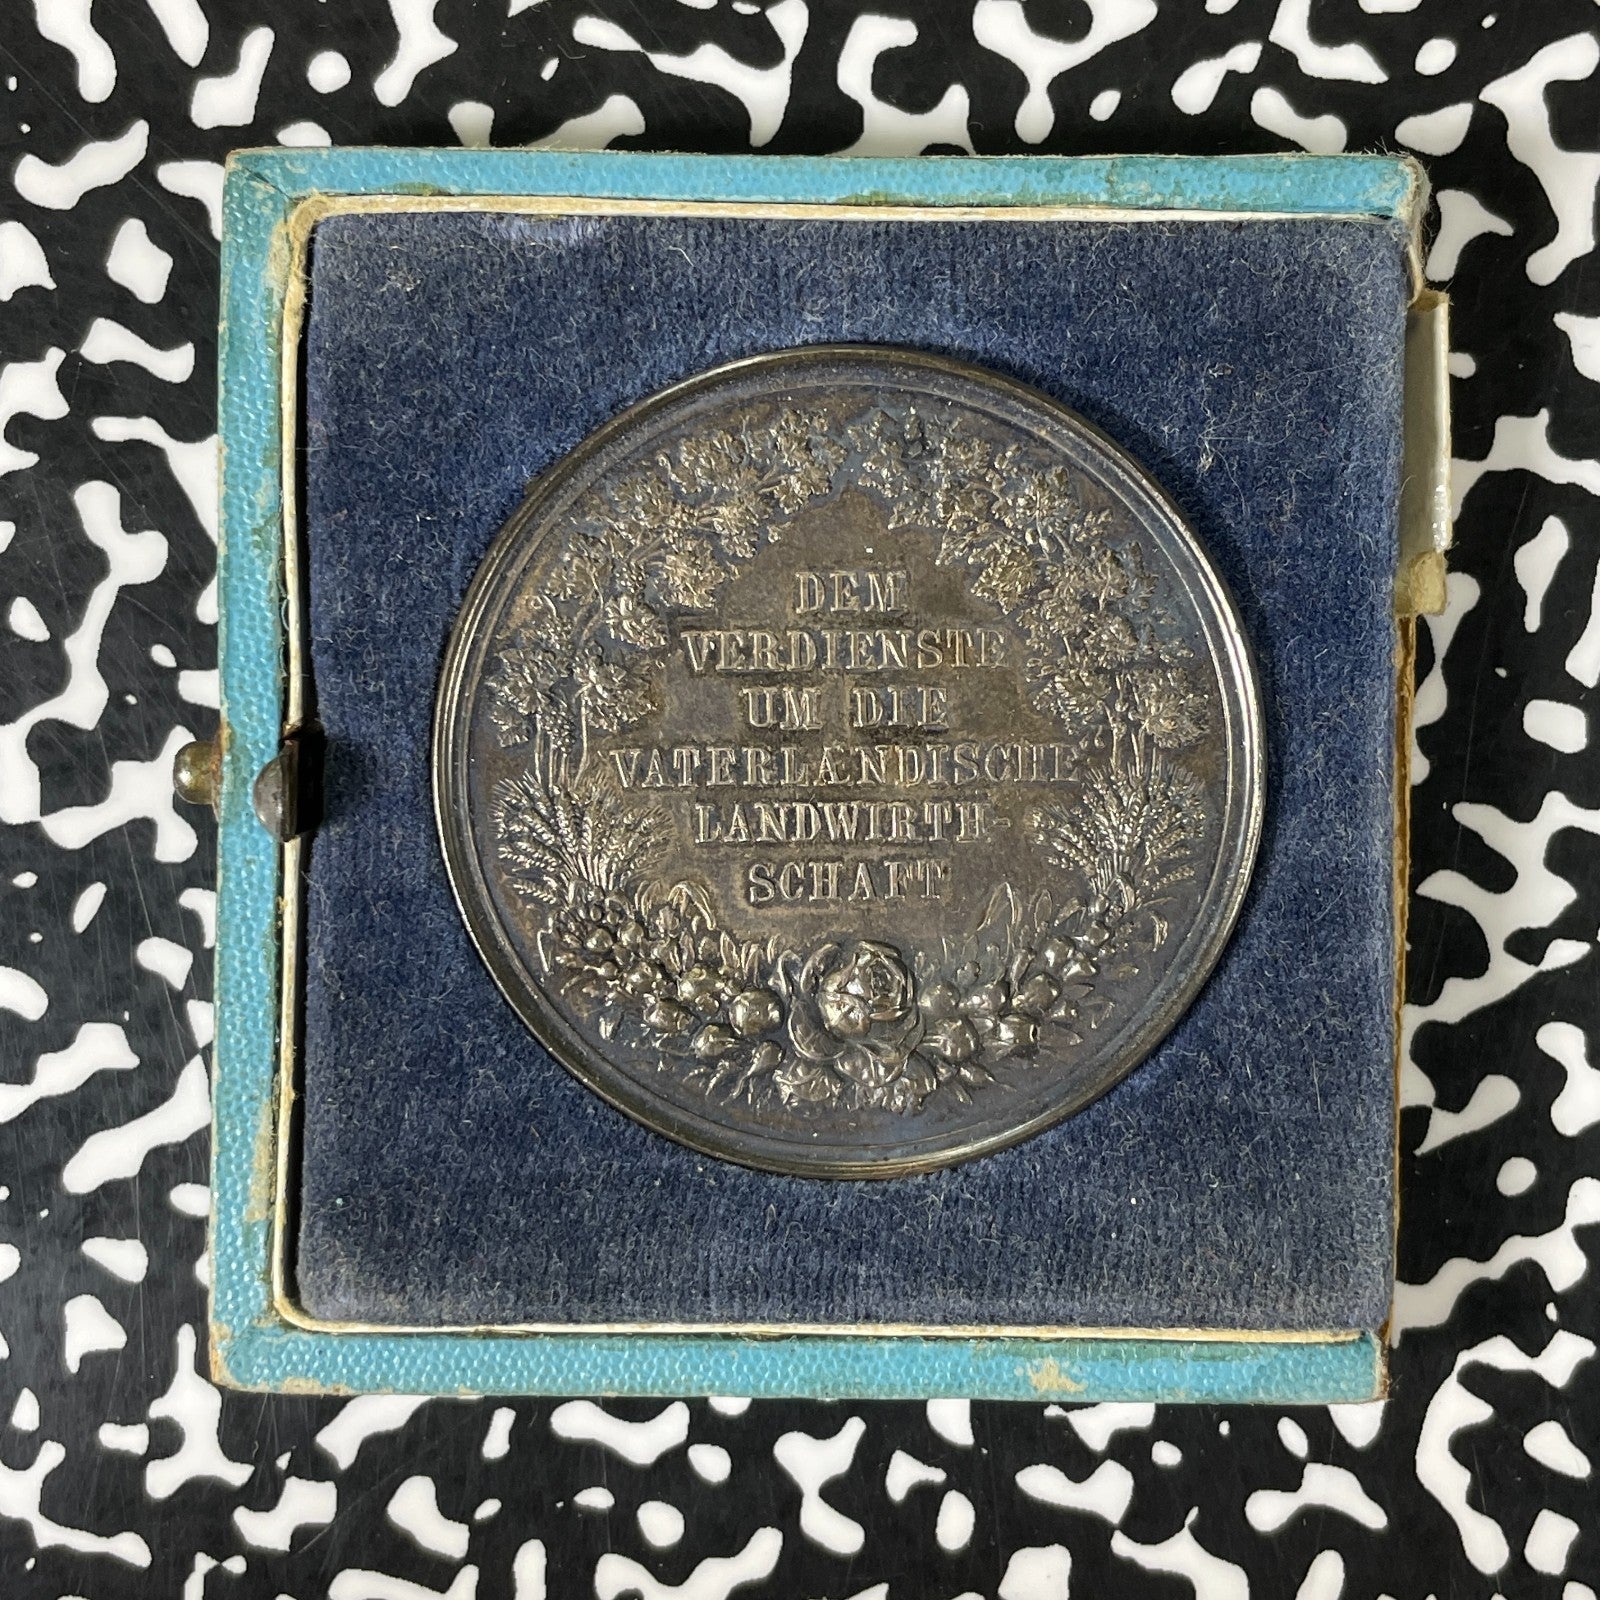 DEM
VERDIENSTE
UM DIE
VATERLÆNDISCHE
LANDWIRTH-
SCHAFT